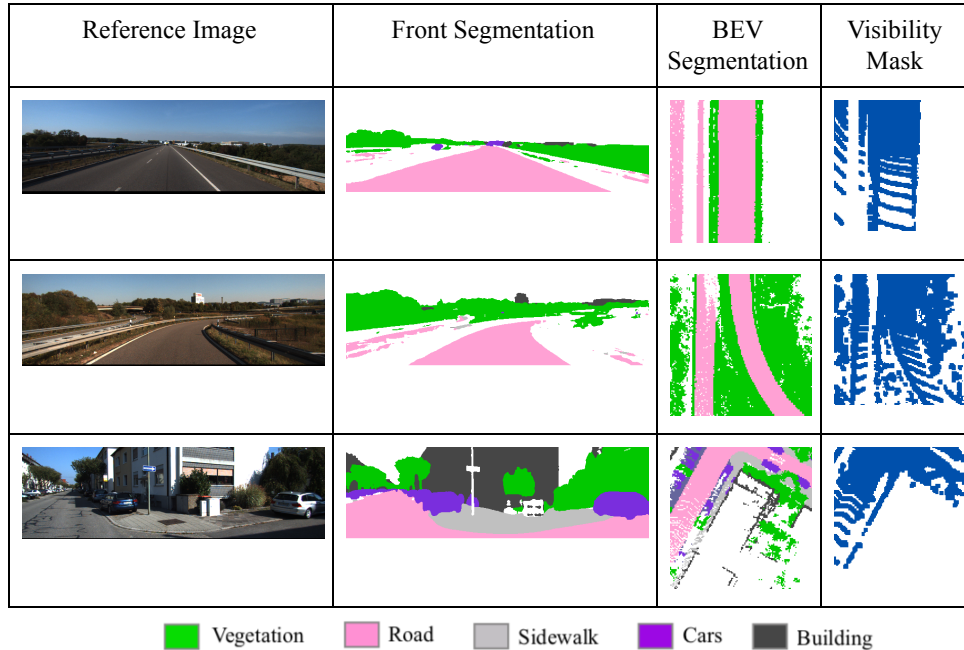 Reference Image
Front Segmentation
BEV
Segmentation
Visibility
Mask
Vegetation
Road
Sidewalk
Cars
Building